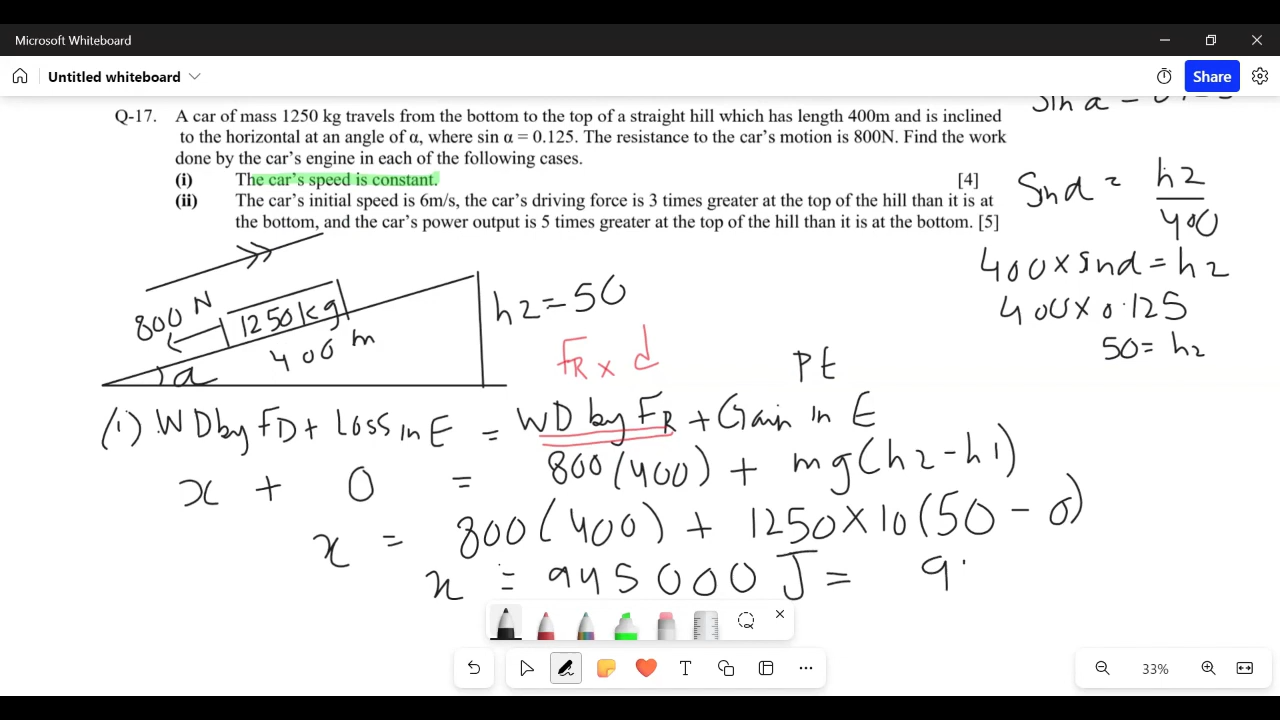 Microsoft Whiteboard
Untitled whiteboard
Share
Q-17. A car of mass 1250 kg travels from the bottom to the top of a straight hill which has length 400m and is inclined
to the horizontal at an angle of α, where sin α = 0.125. The resistance to the car's motion is 800N. Find the work
done by the car's engine in each of the following cases.
(i) The car's speed is constant. [4]
(ii) The car's initial speed is 6m/s, the car's driving force is 3 times greater at the top of the hill than it is at
the bottom, and the car's power output is 5 times greater at the top of the hill than it is at the bottom. [5]
Sin α = h2
400
400 × sin α = h2
400 × 0.125
50 = h2
800 N
1250kg
400 m
α
h2 = 50
FR × d
PE
(i) WD by FD + Loss in E = WD by FR + Gain in E
x + 0 = 800(400) + mg(h2 - h1)
x = 800(400) + 1250 × 10(50 - 0)
x = 945000 J = 9.
T
33%